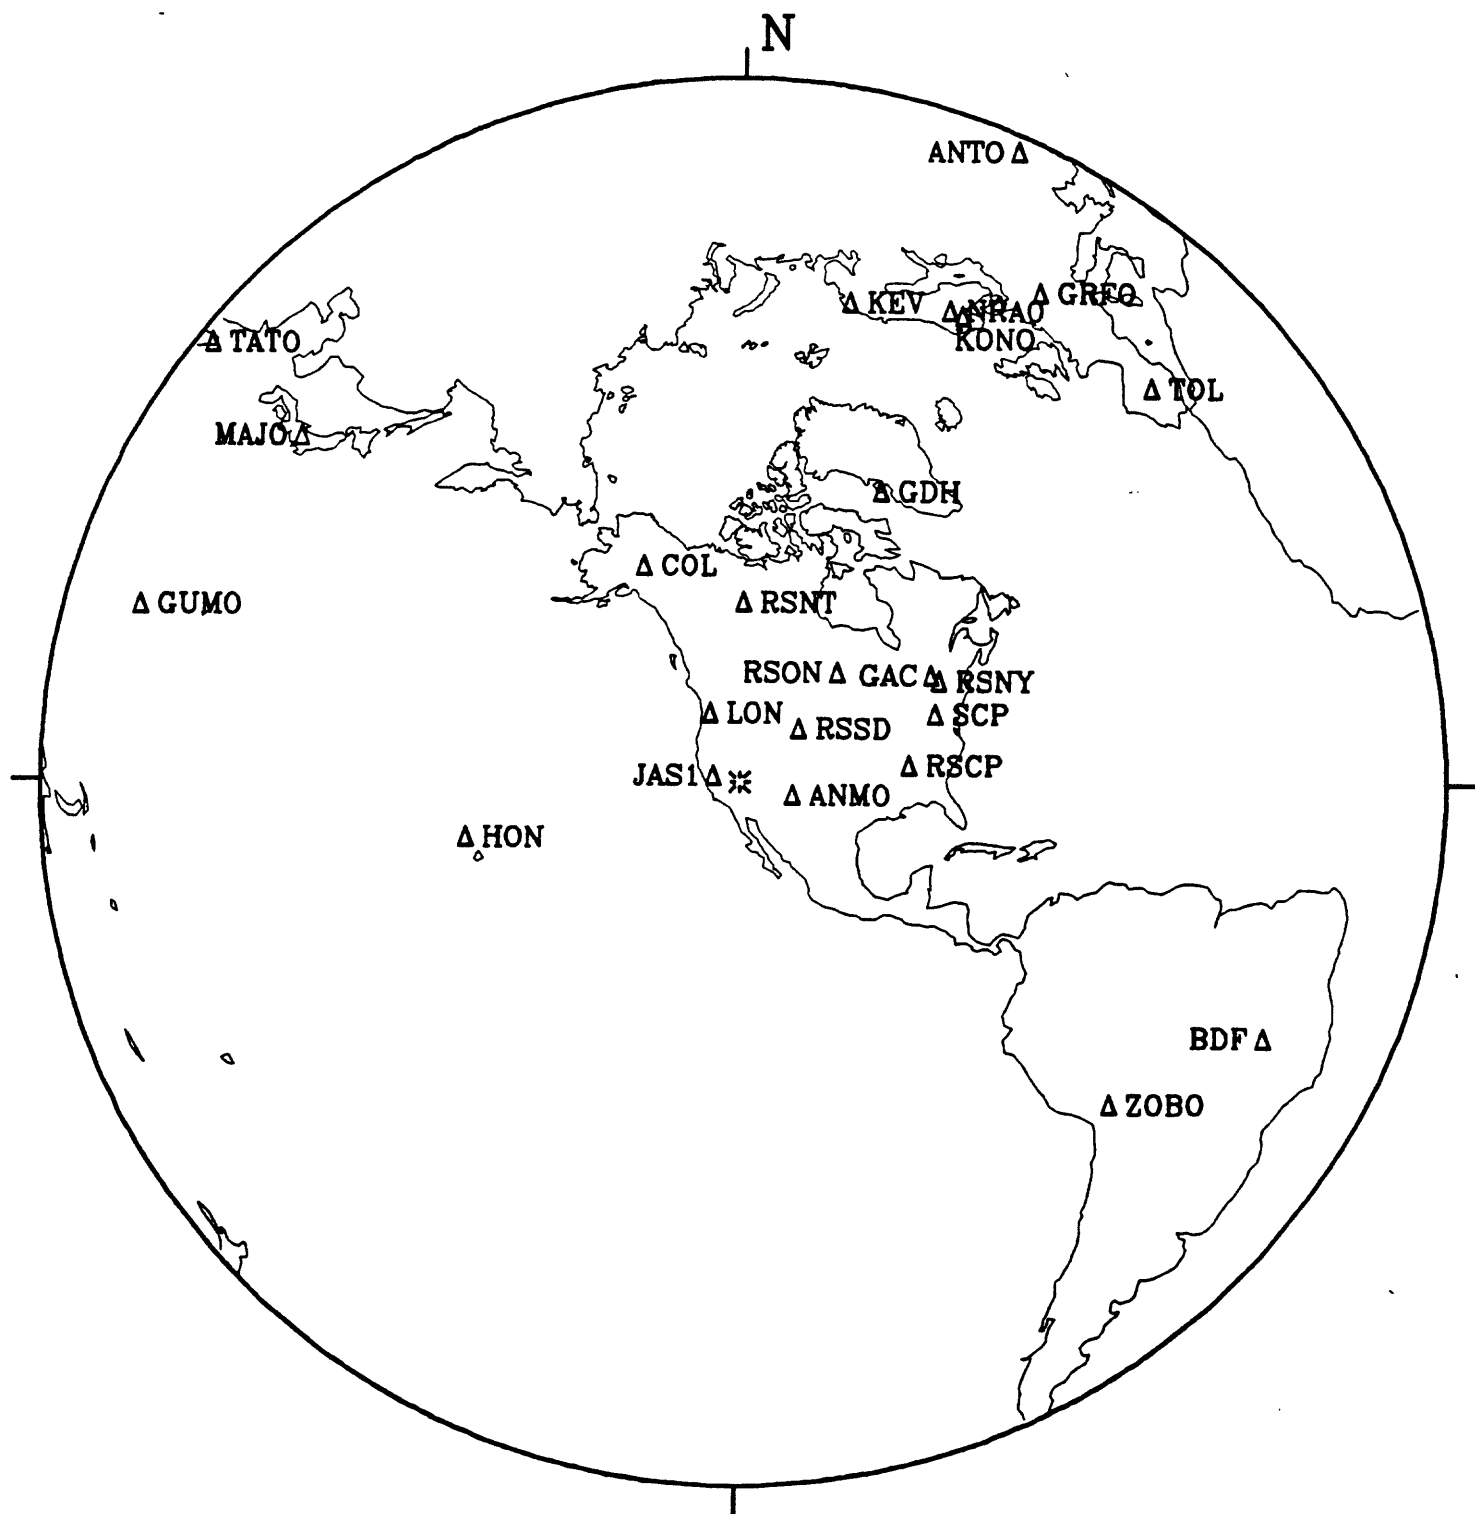 N
ANTO
KEV
GRFO
NRAO
KONO
TATO
TOL
MAJO
GDH
COL
GUMO
RSNT
RSON
GAC
RSNY
LON
SCP
RSSD
RSCP
JAS1
ANMO
HON
BDF
ZOBO